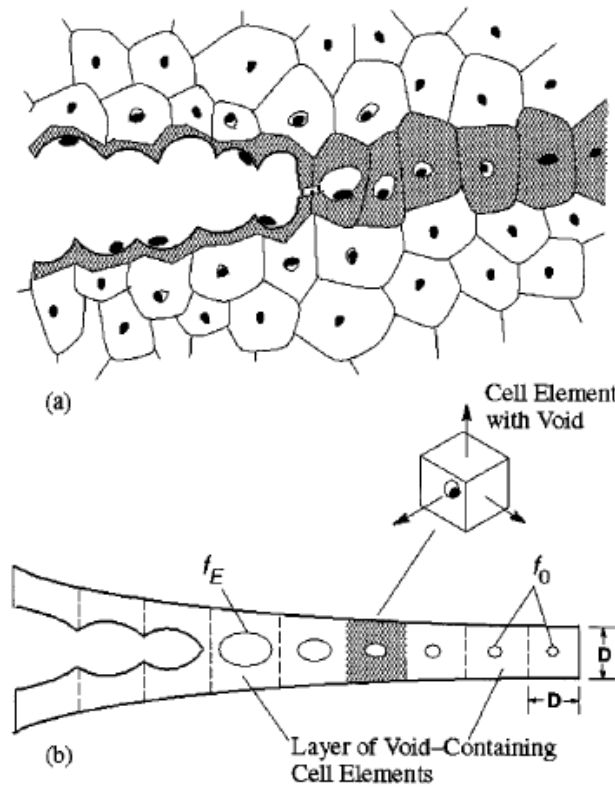 (a)
Cell Element
with Void
f_E
f_0
D
D
Layer of Void–Containing
Cell Elements
(b)